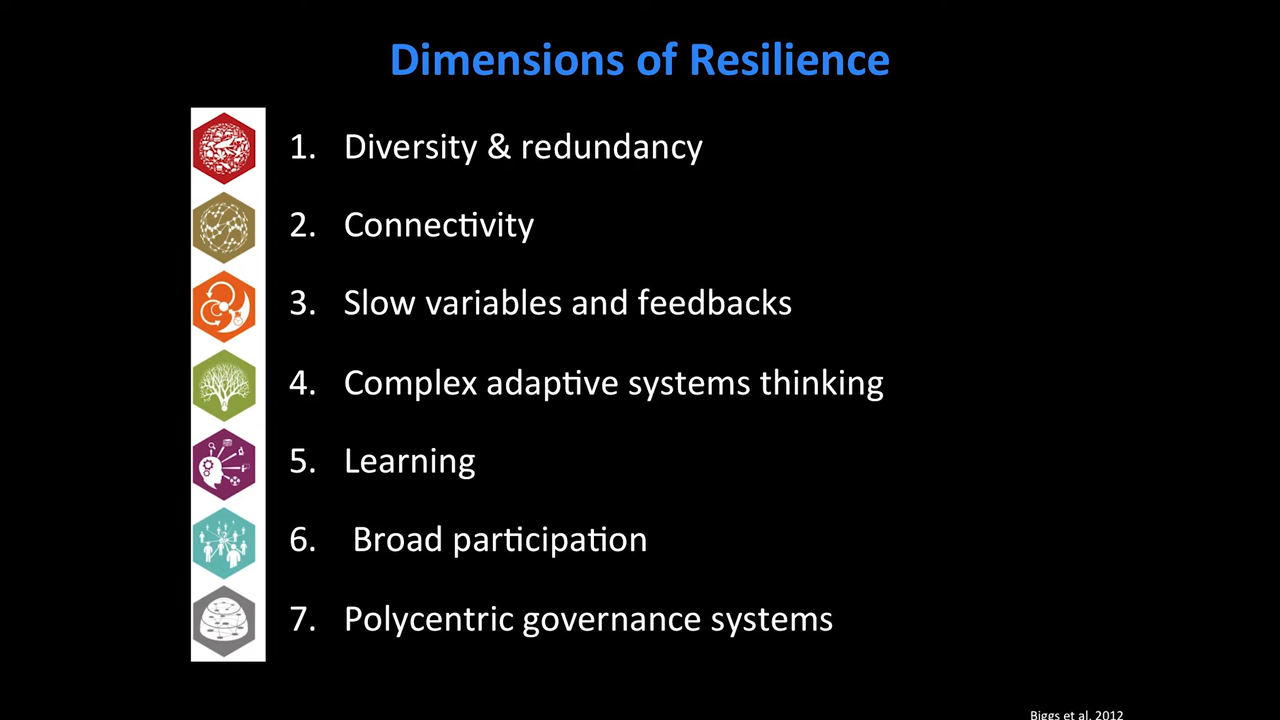 Dimensions of Resilience
1. Diversity & redundancy
2. Connectivity
3. Slow variables and feedbacks
4. Complex adaptive systems thinking
5. Learning
6. Broad participation
7. Polycentric governance systems
Biggs et al. 2012